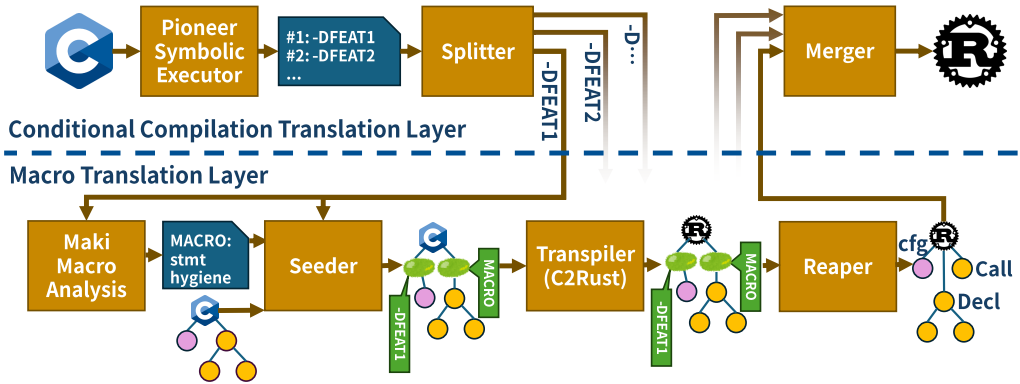 C
Pioneer
Symbolic
Executor
#1: -DFEAT1
#2: -DFEAT2
...
Splitter
-DFEAT1
-DFEAT2
-D...
Merger
R
Conditional Compilation Translation Layer
Macro Translation Layer
Maki
Macro
Analysis
MACRO:
stmt
hygiene
C
Seeder
C
-DFEAT1
MACRO
Transpiler
(C2Rust)
R
-DFEAT1
MACRO
Reaper
cfg
R
Call
Decl